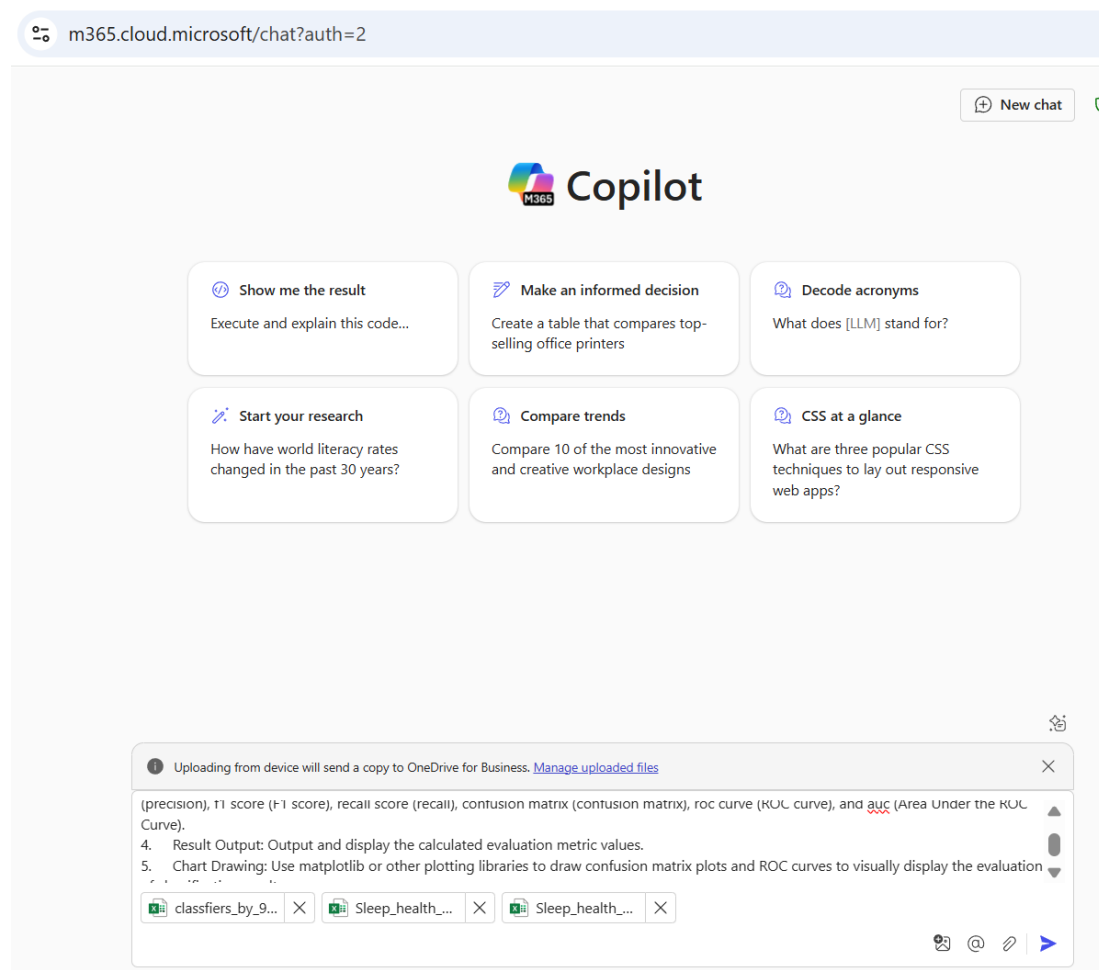 m365.cloud.microsoft/chat?auth=2
New chat
M365
Copilot
Show me the result
Execute and explain this code...
Make an informed decision
Create a table that compares top-
selling office printers
Decode acronyms
What does [LLM] stand for?
Start your research
How have world literacy rates
changed in the past 30 years?
Compare trends
Compare 10 of the most innovative
and creative workplace designs
CSS at a glance
What are three popular CSS
techniques to lay out responsive
web apps?
Uploading from device will send a copy to OneDrive for Business. Manage uploaded files
(precision), f1 score (F1 score), recall score (recall), confusion matrix (confusion matrix), roc curve (ROC curve), and auc (Area Under the ROC
Curve).
4. Result Output: Output and display the calculated evaluation metric values.
5. Chart Drawing: Use matplotlib or other plotting libraries to draw confusion matrix plots and ROC curves to visually display the evaluation
classfiers_by_9...
Sleep_health_...
Sleep_health_...